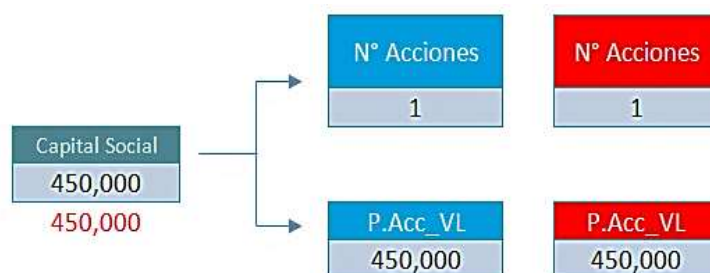 N° Acciones
1
N° Acciones
1
Capital Social
450,000
450,000
P.Acc_VL
450,000
P.Acc_VL
450,000